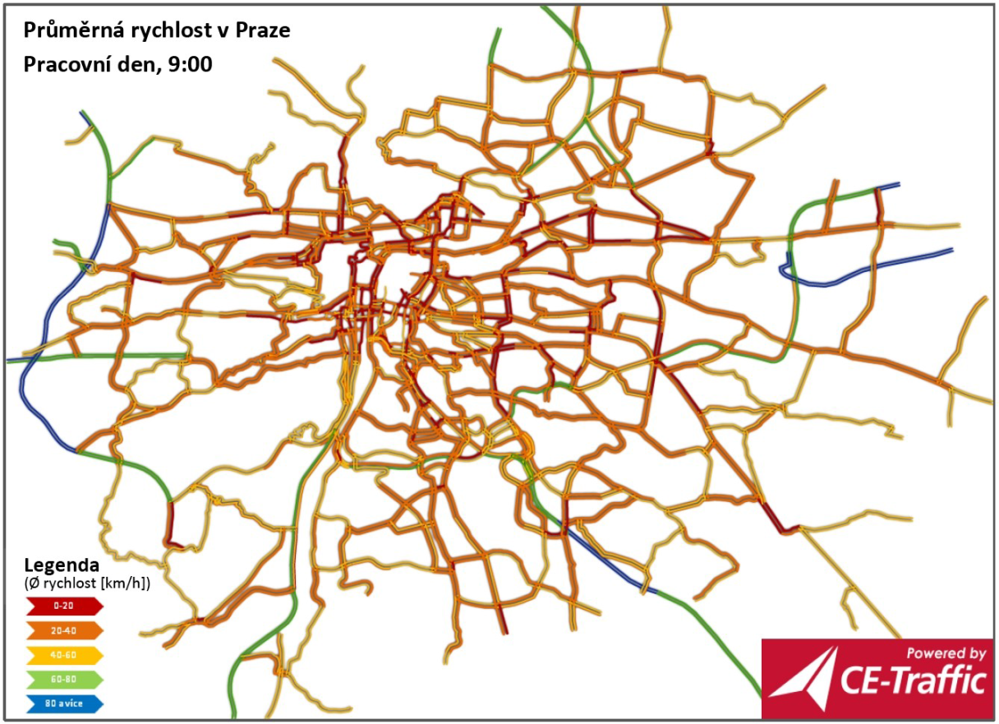 Průměrná rychlost v Praze
Pracovní den, 9:00
Legenda
(Ø rychlost [km/h])
0-20
20-40
40-60
60-80
80 a více
Powered by
CE-Traffic